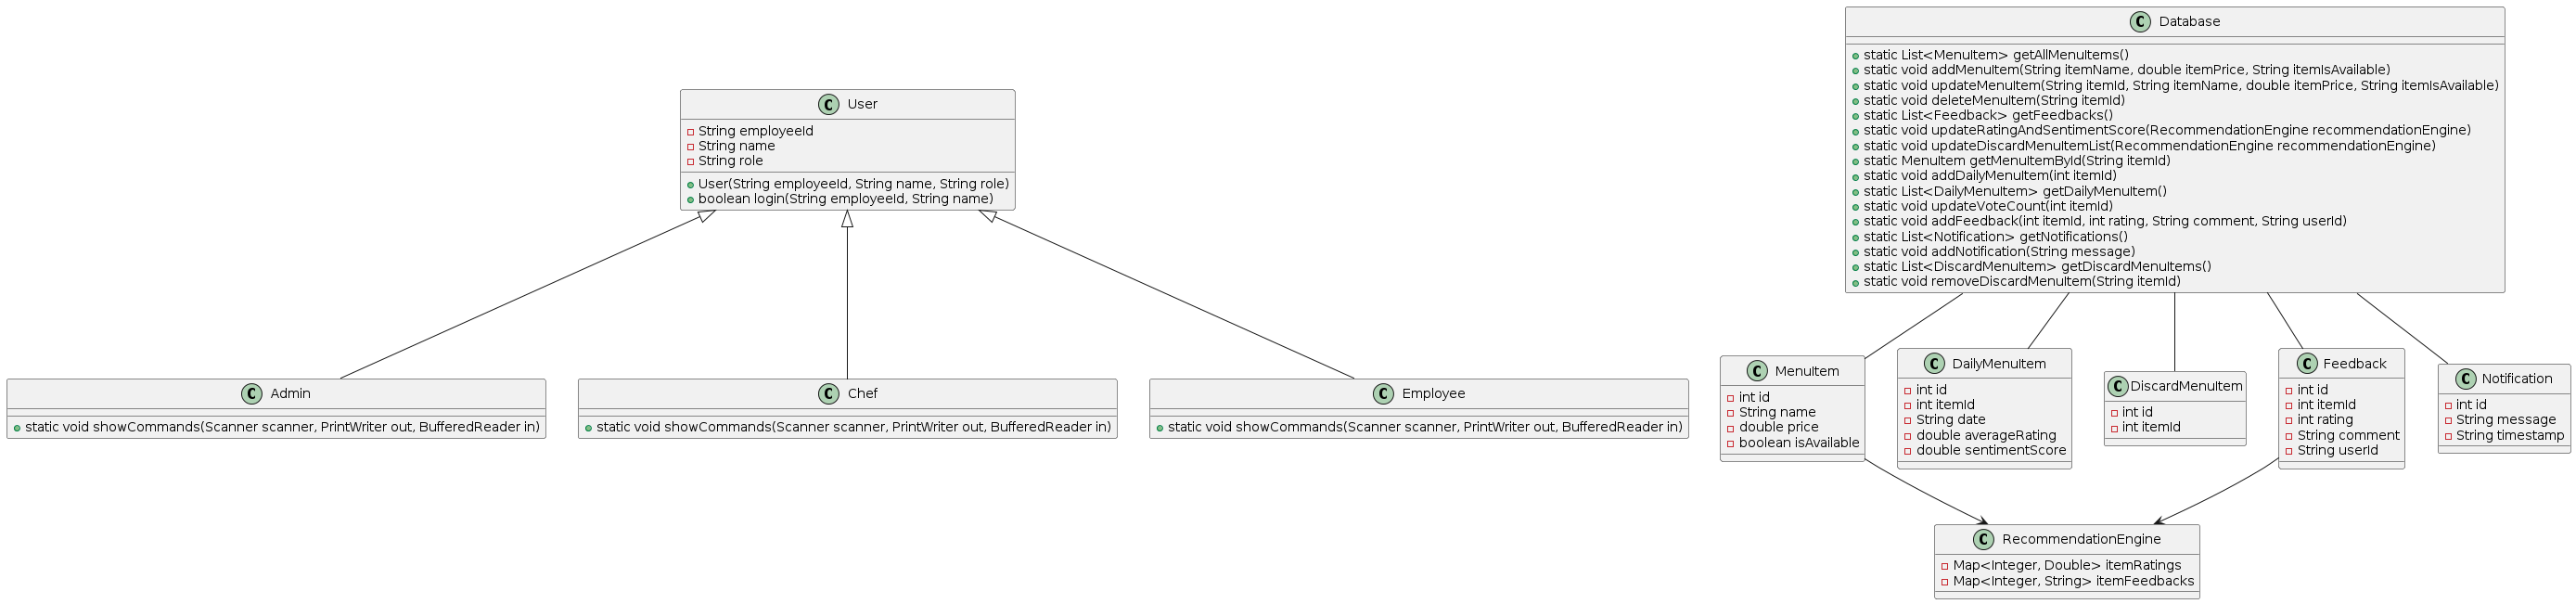 Database
static List<MenuItem> getAllMenuItems()
static void addMenuItem(String itemName, double itemPrice, String itemIsAvailable)
static void updateMenuItem(String itemId, String itemName, double itemPrice, String itemIsAvailable)
static void deleteMenuItem(String itemId)
static List<Feedback> getFeedbacks()
static void updateRatingAndSentimentScore(RecommendationEngine recommendationEngine)
static void updateDiscardMenuItemList(RecommendationEngine recommendationEngine)
static MenuItem getMenuItemById(String itemId)
static void addDailyMenuItem(int itemId)
static List<DailyMenuItem> getDailyMenuItem()
static void updateVoteCount(int itemId)
static void addFeedback(int itemId, int rating, String comment, String userId)
static List<Notification> getNotifications()
static void addNotification(String message)
static List<DiscardMenuItem> getDiscardMenuItems()
static void removeDiscardMenuItem(String itemId)
User
String employeeId
String name
String role
User(String employeeId, String name, String role)
boolean login(String employeeId, String name)
Admin
static void showCommands(Scanner scanner, PrintWriter out, BufferedReader in)
Chef
static void showCommands(Scanner scanner, PrintWriter out, BufferedReader in)
Employee
static void showCommands(Scanner scanner, PrintWriter out, BufferedReader in)
MenuItem
int id
String name
double price
boolean isAvailable
DailyMenuItem
int id
int itemId
String date
double averageRating
double sentimentScore
DiscardMenuItem
int id
int itemId
Feedback
int id
int itemId
int rating
String comment
String userId
Notification
int id
String message
String timestamp
RecommendationEngine
Map<Integer, Double> itemRatings
Map<Integer, String> itemFeedbacks